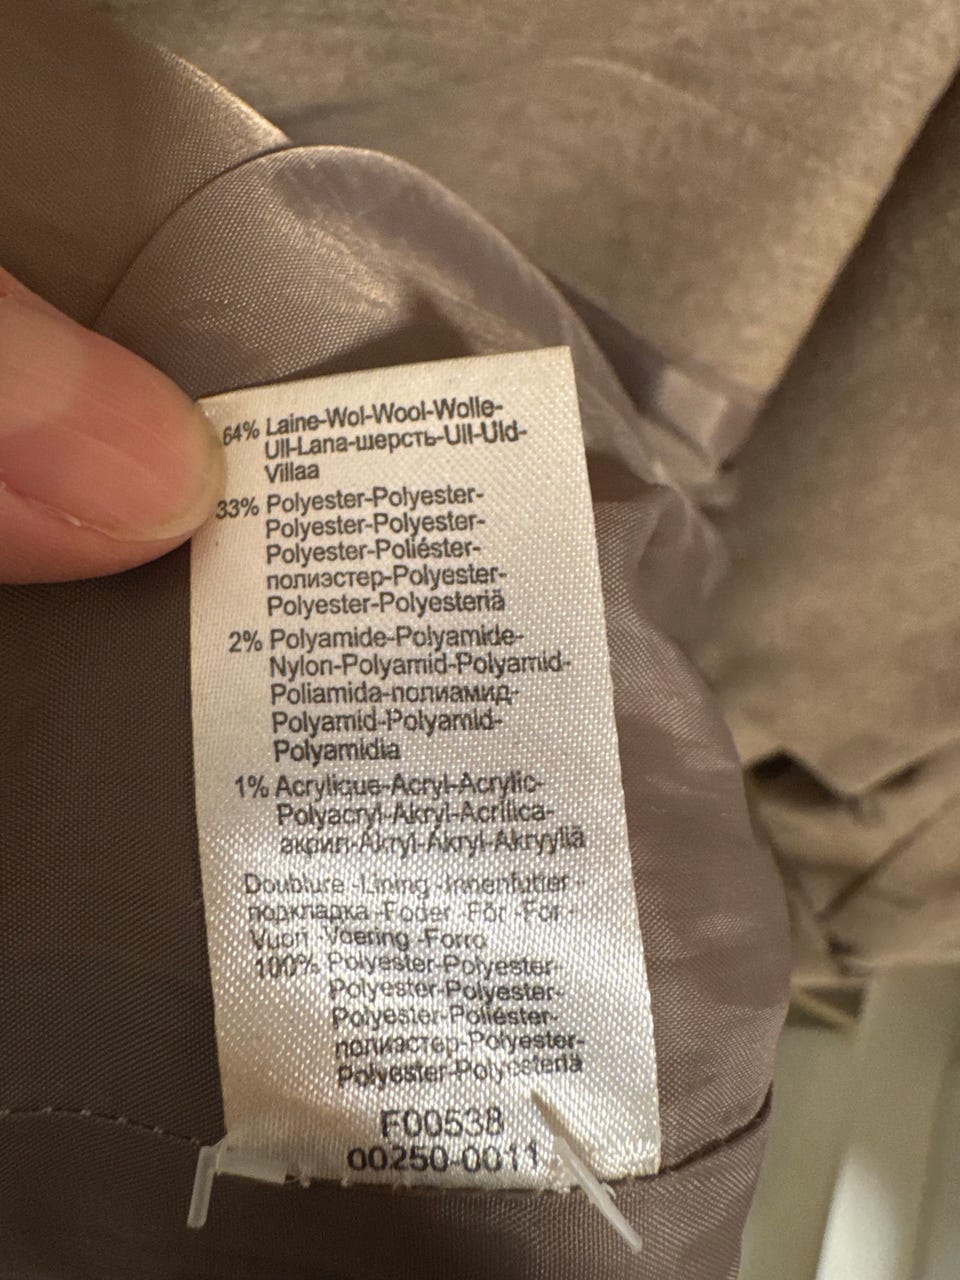 64% Laine-Wol-Wool-Wolle-
Ull-Lana-шерсть-Ull-Uld-
Villaa
33% Polyester-Polyester-
Polyester-Polyester-
Polyester-Poliéster-
полиэстер-Polyester-
Polyester-Polyesteriä
2% Polyamide-Polyamide-
Nylon-Polyamid-Polyamid-
Poliamida-полиамид-
Polyamid-Polyamid-
Polyamidia
1% Acrylique-Acryl-Acrylic-
Polyacryl-Akryl-Acrílica-
акрил-Akryl-Akryl-Akryyliä
Doublure -Lining -Innenfutter -
подкладка -Foder -För -For -
Vuori -Voering -Forro
100% Polyester-Polyester-
Polyester-Polyester-
Polyester-Poliéster-
полиэстер-Polyester-
Polyester-Polyesteriä
F00538
00250-0011